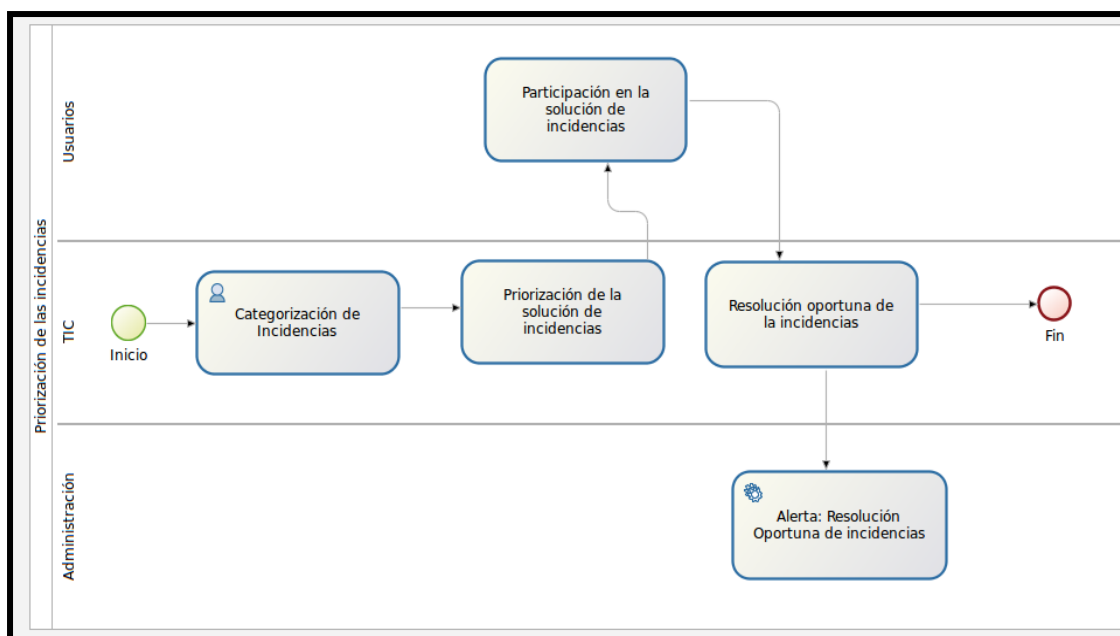 Priorización de las incidencias
Usuarios
Participación en la
solución de
incidencias
TIC
Inicio
Categorización de
Incidencias
Priorización de la
solución de
incidencias
Resolución oportuna de
la incidencias
Fin
Administración
Alerta: Resolución
Oportuna de incidencias